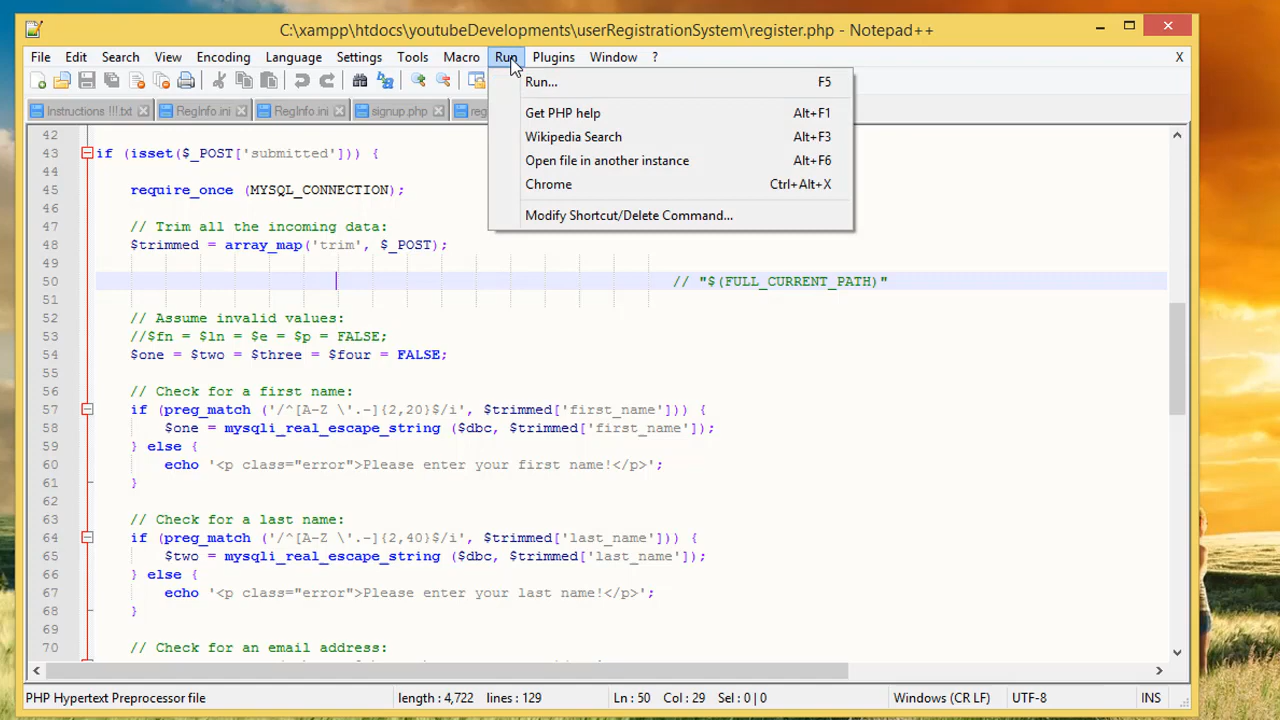 C:\xampp\htdocs\youtubeDevelopments\userRegistrationSystem\register.php - Notepad++
File Edit Search View Encoding Language Settings Tools Macro Run Plugins Window ? X
Instructions !!!.txt RegInfo.ini RegInfo.ini signup.php reg
Run... F5
Get PHP help Alt+F1
Wikipedia Search Alt+F3
Open file in another instance Alt+F6
Chrome Ctrl+Alt+X
Modify Shortcut/Delete Command...
42
43 if (isset($_POST['submitted'])) {
44
45 require_once (MYSQL_CONNECTION);
46
47 // Trim all the incoming data:
48 $trimmed = array_map('trim', $_POST);
49
50 // "$(FULL_CURRENT_PATH)"
51
52 // Assume invalid values:
53 //$fn = $ln = $e = $p = FALSE;
54 $one = $two = $three = $four = FALSE;
55
56 // Check for a first name:
57 if (preg_match ('/^[A-Z \'.-]{2,20}$/i', $trimmed['first_name'])) {
58 $one = mysqli_real_escape_string ($dbc, $trimmed['first_name']);
59 } else {
60 echo '<p class="error">Please enter your first name!</p>';
61 }
62
63 // Check for a last name:
64 if (preg_match ('/^[A-Z \'.-]{2,40}$/i', $trimmed['last_name'])) {
65 $two = mysqli_real_escape_string ($dbc, $trimmed['last_name']);
66 } else {
67 echo '<p class="error">Please enter your last name!</p>';
68 }
69
70 // Check for an email address:
PHP Hypertext Preprocessor file length : 4,722 lines : 129 Ln : 50 Col : 29 Sel : 0 | 0 Windows (CR LF) UTF-8 INS